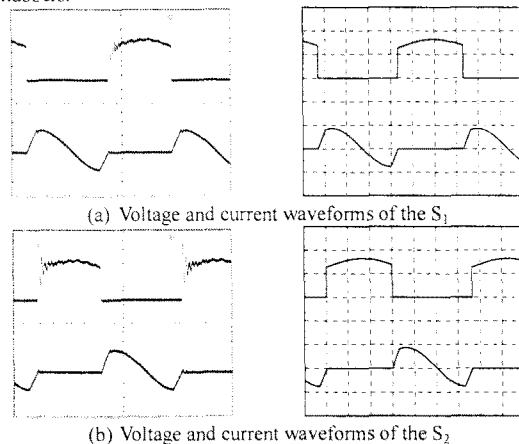 (a) Voltage and current waveforms of the S₁
(b) Voltage and current waveforms of the S₂